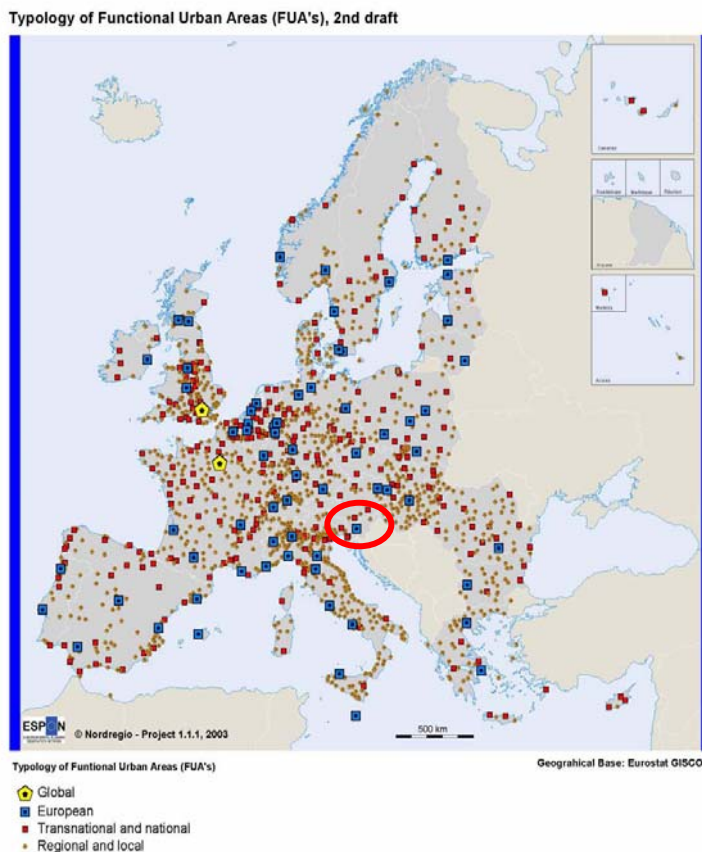 Typology of Functional Urban Areas (FUA's), 2nd draft
Canarias
Guadeloupe
Martinique
Réunion
Guyane
Madeira
Azores
500 km
ESPON
© Nordregio - Project 1.1.1, 2003
Typology of Funtional Urban Areas (FUA's)
Geograhical Base: Eurostat GISCO
Global
European
Transnational and national
Regional and local